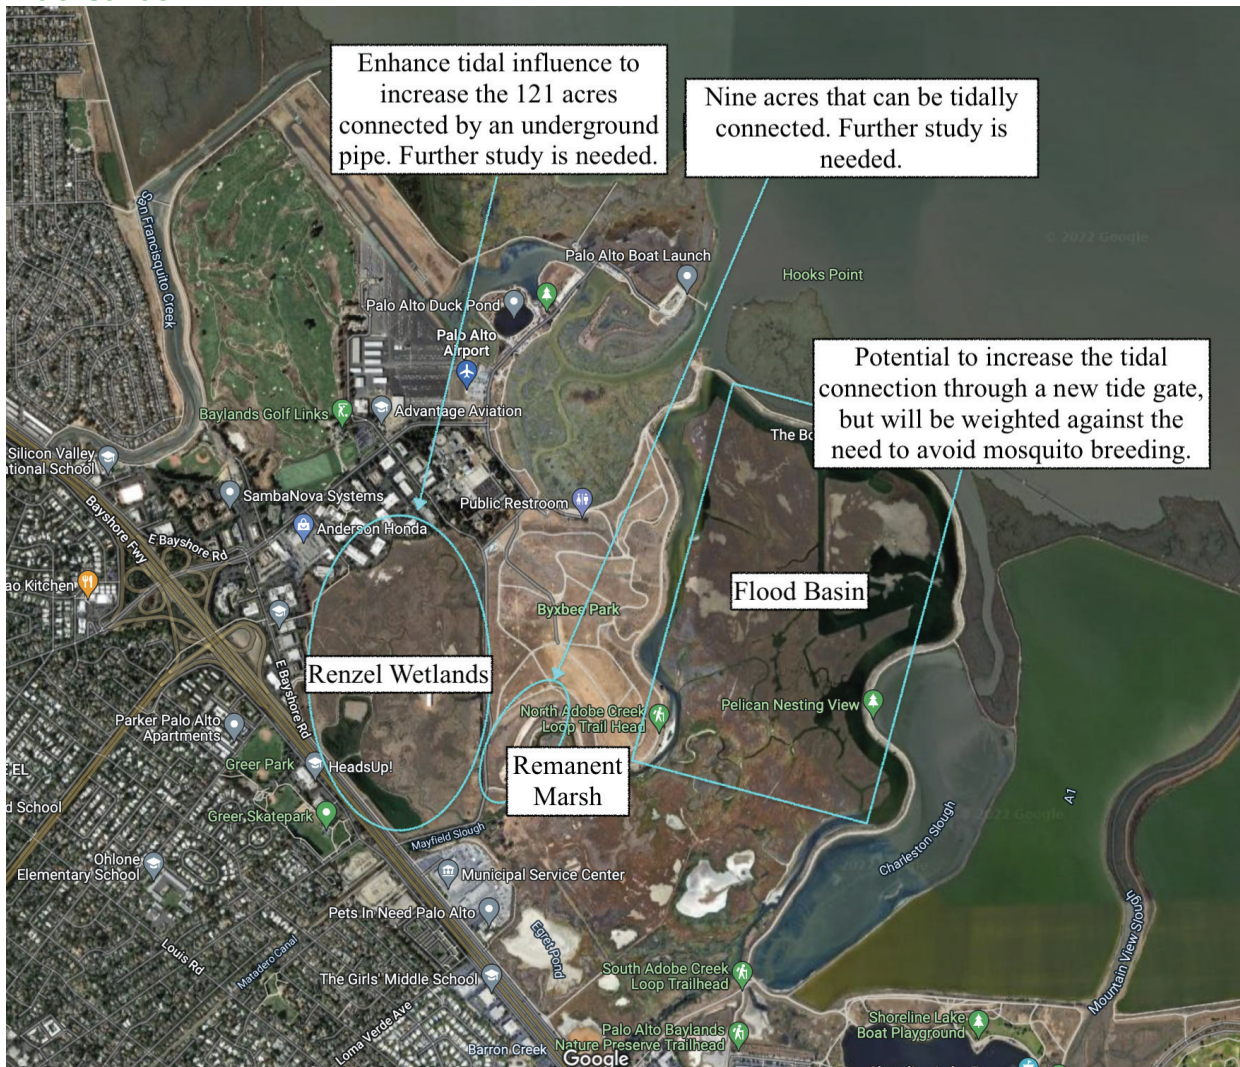 Enhance tidal influence to
increase the 121 acres
connected by an underground
pipe. Further study is needed.
Nine acres that can be tidally
connected. Further study is
needed.
San Francisquito Creek
© 2022 Google
Palo Alto Boat Launch
Hooks Point
Palo Alto Duck Pond
Palo Alto
Airport
Potential to increase the tidal
connection through a new tide gate,
but will be weighted against the
need to avoid mosquito breeding.
Baylands Golf Links
Advantage Aviation
The Bo
Silicon Valley
ational School
SambaNova Systems
Public Restroom
Bayshore Fwy
E Bayshore Rd
Anderson Honda
ao Kitchen
Flood Basin
Byxbee Park
E Bayshore Rd
Renzel Wetlands
Parker Palo Alto
Apartments
North Adobe Creek
Loop Trail Head
Pelican Nesting View
Greer Park
HeadsUp!
Remanent
Marsh
EL
d School
Greer Skatepark
Mayfield Slough
A1
2022 Google
Charleston Slough
Ohlone
Elementary School
Municipal Service Center
Pets In Need Palo Alto
Egret Pond
Louis Rd
Matadero Canal
The Girls' Middle School
South Adobe Creek
Loop Trailhead
Mountain View Slough
Loma Verde Ave
Shoreline Lake
Boat Playground
Palo Alto Baylands
Nature Preserve Trailhead
Barron Creek
Google